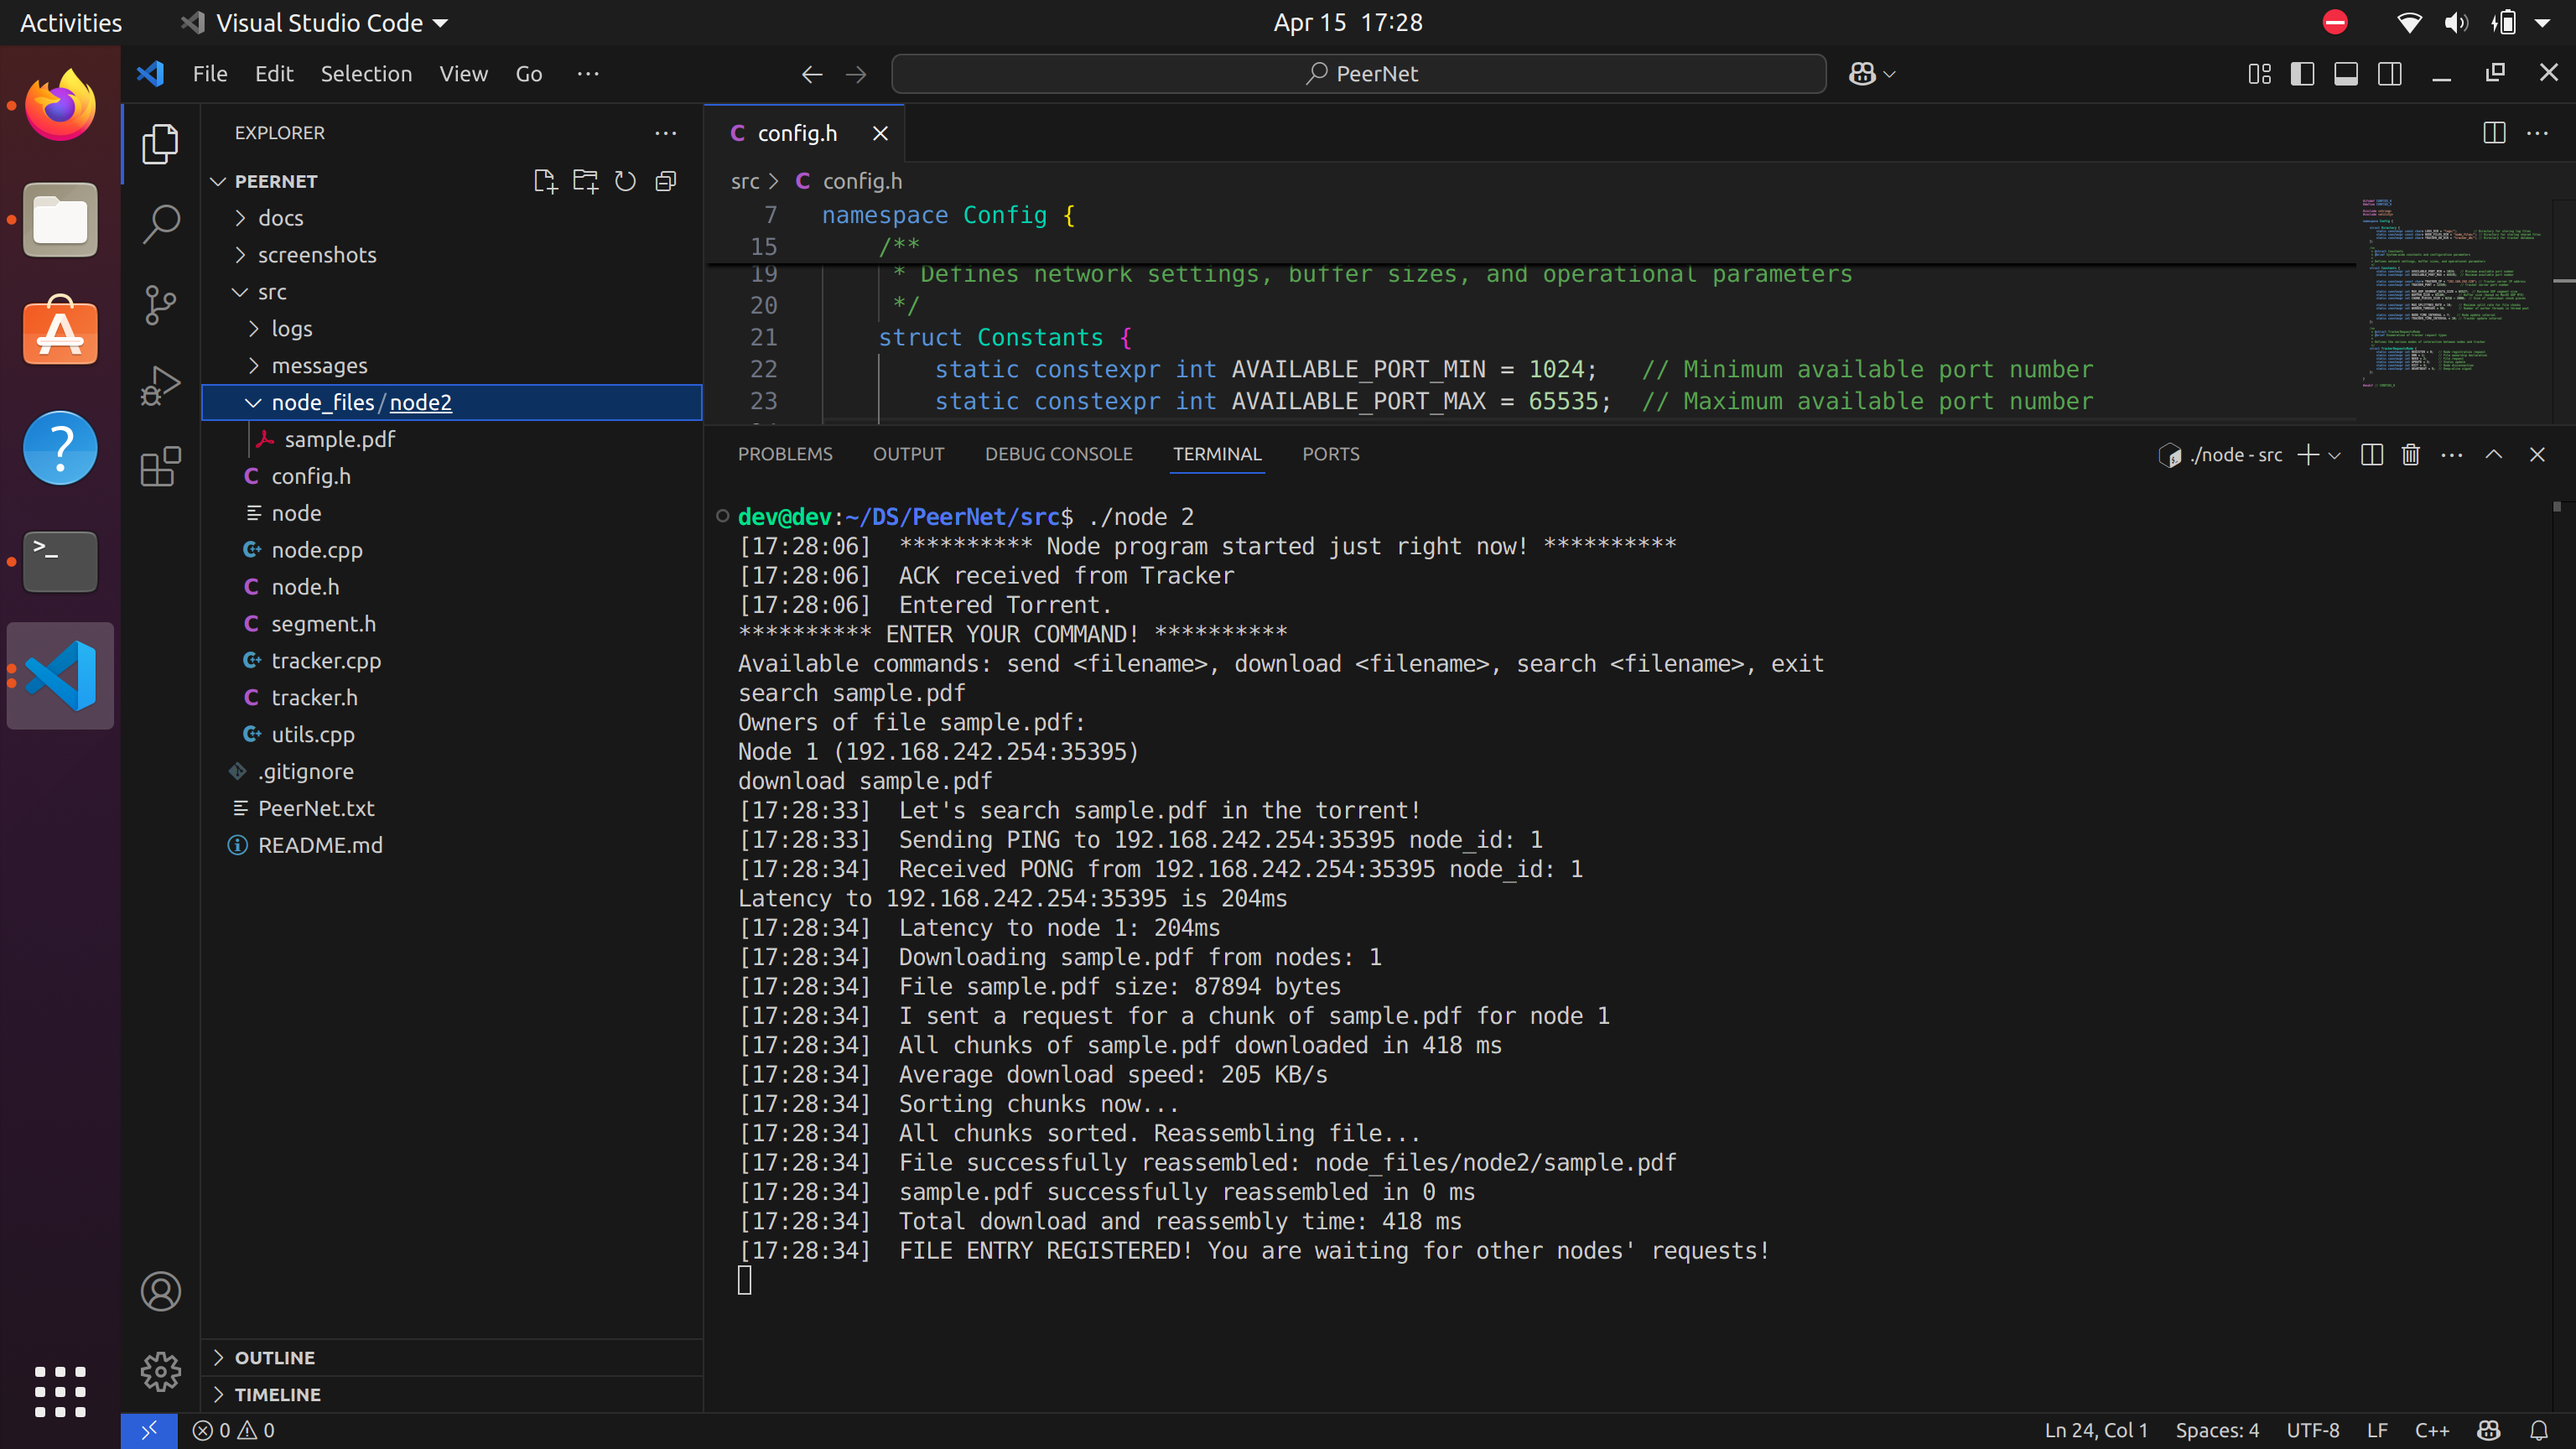 Activities
Visual Studio Code
Apr 15 17:28
File Edit Selection View Go ···
PeerNet
EXPLORER
PEERNET
docs
screenshots
src
logs
messages
node_files/node2
sample.pdf
config.h
node
node.cpp
node.h
segment.h
tracker.cpp
tracker.h
utils.cpp
.gitignore
PeerNet.txt
README.md
OUTLINE
TIMELINE
config.h
src > C config.h
7 namespace Config {
15 /**
19 * Defines network settings, buffer sizes, and operational parameters
20 */
21 struct Constants {
22 static constexpr int AVAILABLE_PORT_MIN = 1024; // Minimum available port number
23 static constexpr int AVAILABLE_PORT_MAX = 65535; // Maximum available port number
PROBLEMS OUTPUT DEBUG CONSOLE TERMINAL PORTS
./node - src
dev@dev:~/DS/PeerNet/src$ ./node 2
[17:28:06] ********** Node program started just right now! **********
[17:28:06] ACK received from Tracker
[17:28:06] Entered Torrent.
********** ENTER YOUR COMMAND! **********
Available commands: send <filename>, download <filename>, search <filename>, exit
search sample.pdf
Owners of file sample.pdf:
Node 1 (192.168.242.254:35395)
download sample.pdf
[17:28:33] Let's search sample.pdf in the torrent!
[17:28:33] Sending PING to 192.168.242.254:35395 node_id: 1
[17:28:34] Received PONG from 192.168.242.254:35395 node_id: 1
Latency to 192.168.242.254:35395 is 204ms
[17:28:34] Latency to node 1: 204ms
[17:28:34] Downloading sample.pdf from nodes: 1
[17:28:34] File sample.pdf size: 87894 bytes
[17:28:34] I sent a request for a chunk of sample.pdf for node 1
[17:28:34] All chunks of sample.pdf downloaded in 418 ms
[17:28:34] Average download speed: 205 KB/s
[17:28:34] Sorting chunks now...
[17:28:34] All chunks sorted. Reassembling file...
[17:28:34] File successfully reassembled: node_files/node2/sample.pdf
[17:28:34] sample.pdf successfully reassembled in 0 ms
[17:28:34] Total download and reassembly time: 418 ms
[17:28:34] FILE ENTRY REGISTERED! You are waiting for other nodes' requests!
0 0
Ln 24, Col 1 Spaces: 4 UTF-8 LF C++